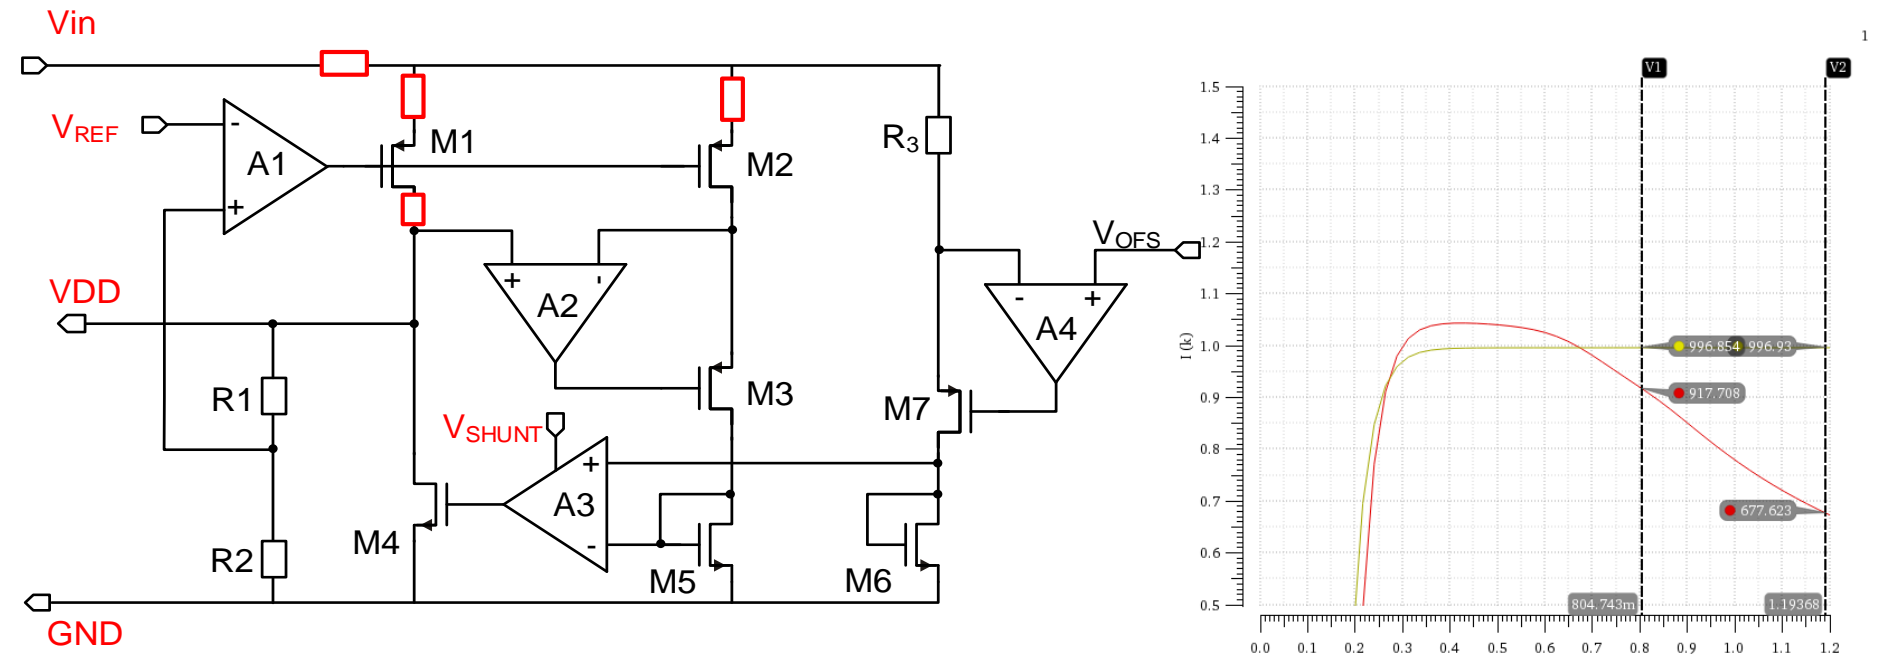 Vin
V_REF
-
A1
+
M1
M2
R₃
+
-
A2
V_OFS
-
+
A4
VDD
R1
M3
M7
V_SHUNT
+
A3
-
M4
R2
M5
M6
GND
1
V1
V2
1.5
1.4
1.3
1.2
1.1
1.0
0.9
0.8
0.7
0.6
0.5
I (k)
996.854
996.93
917.708
677.623
804.743m
1.19368
0.0 0.1 0.2 0.3 0.4 0.5 0.6 0.7 0.8 0.9 1.0 1.1 1.2